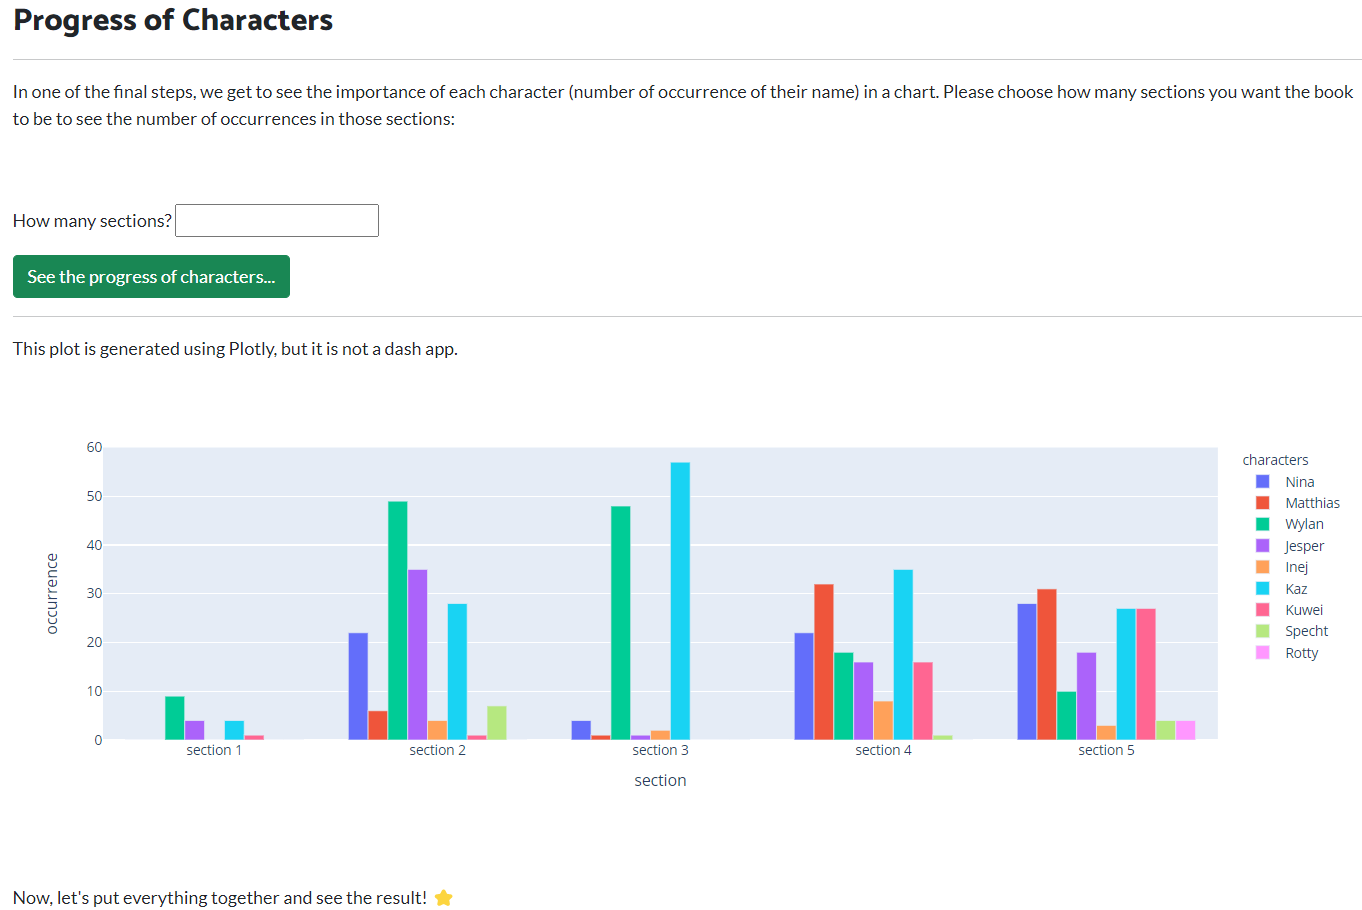 Progress of Characters
In one of the final steps, we get to see the importance of each character (number of occurrence of their name) in a chart. Please choose how many sections you want the book
to be to see the number of occurrences in those sections:
How many sections?
See the progress of characters...
This plot is generated using Plotly, but it is not a dash app.
60
50
40
30
20
10
0
occurrence
section 1
section 2
section 3
section 4
section 5
section
characters
Nina
Matthias
Wylan
Jesper
Inej
Kaz
Kuwei
Specht
Rotty
Now, let's put everything together and see the result! ⭐